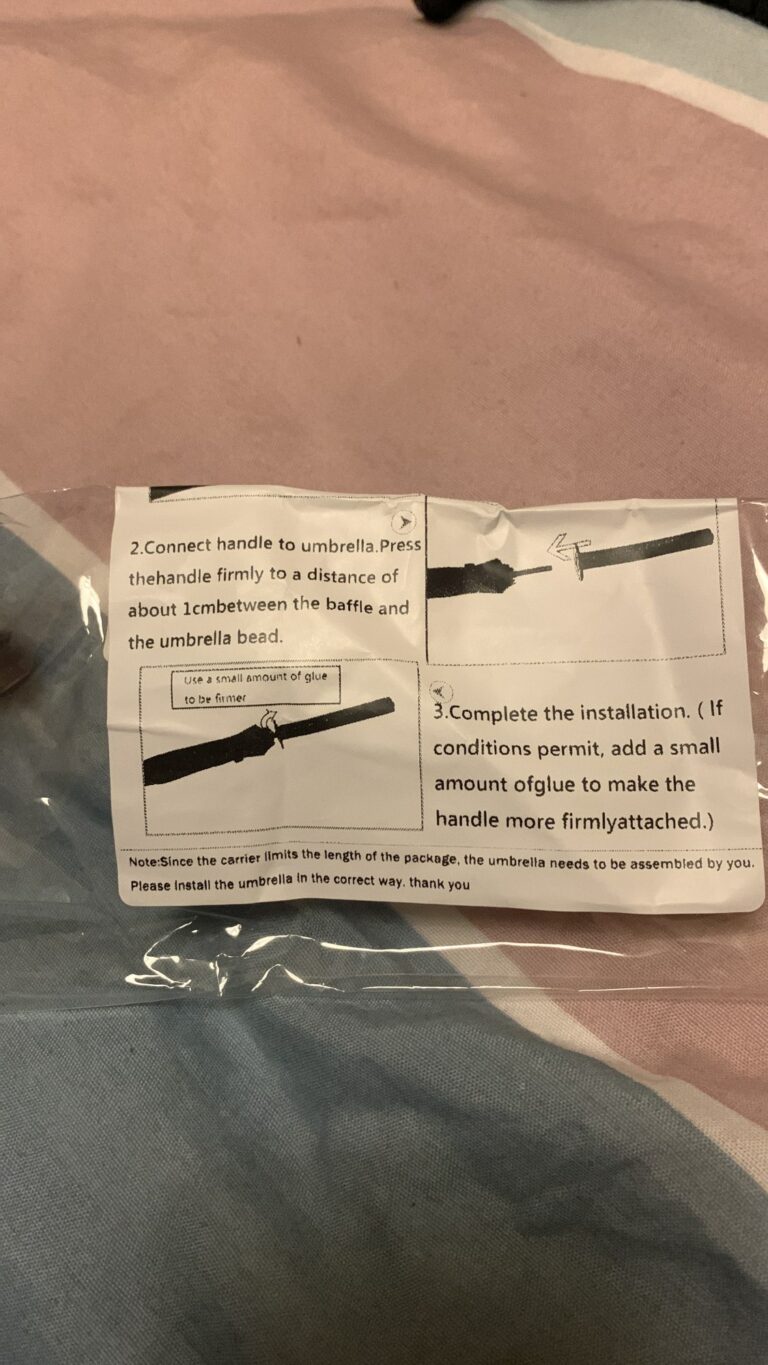 2.Connect handle to umbrella.Press
thehandle firmly to a distance of
about 1cmbetween the baffle and
the umbrella bead.
Use a small amount of glue
to be firmer
3.Complete the installation. ( If
conditions permit, add a small
amount ofglue to make the
handle more firmlyattached.)
Note:Since the carrier limits the length of the package, the umbrella needs to be assembled by you.
Please install the umbrella in the correct way. thank you